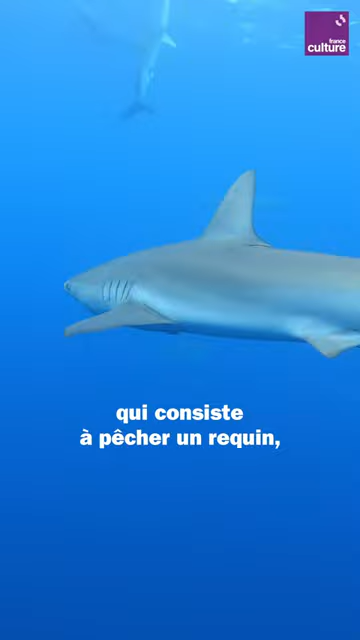 france
culture
qui consiste
à pêcher un requin,